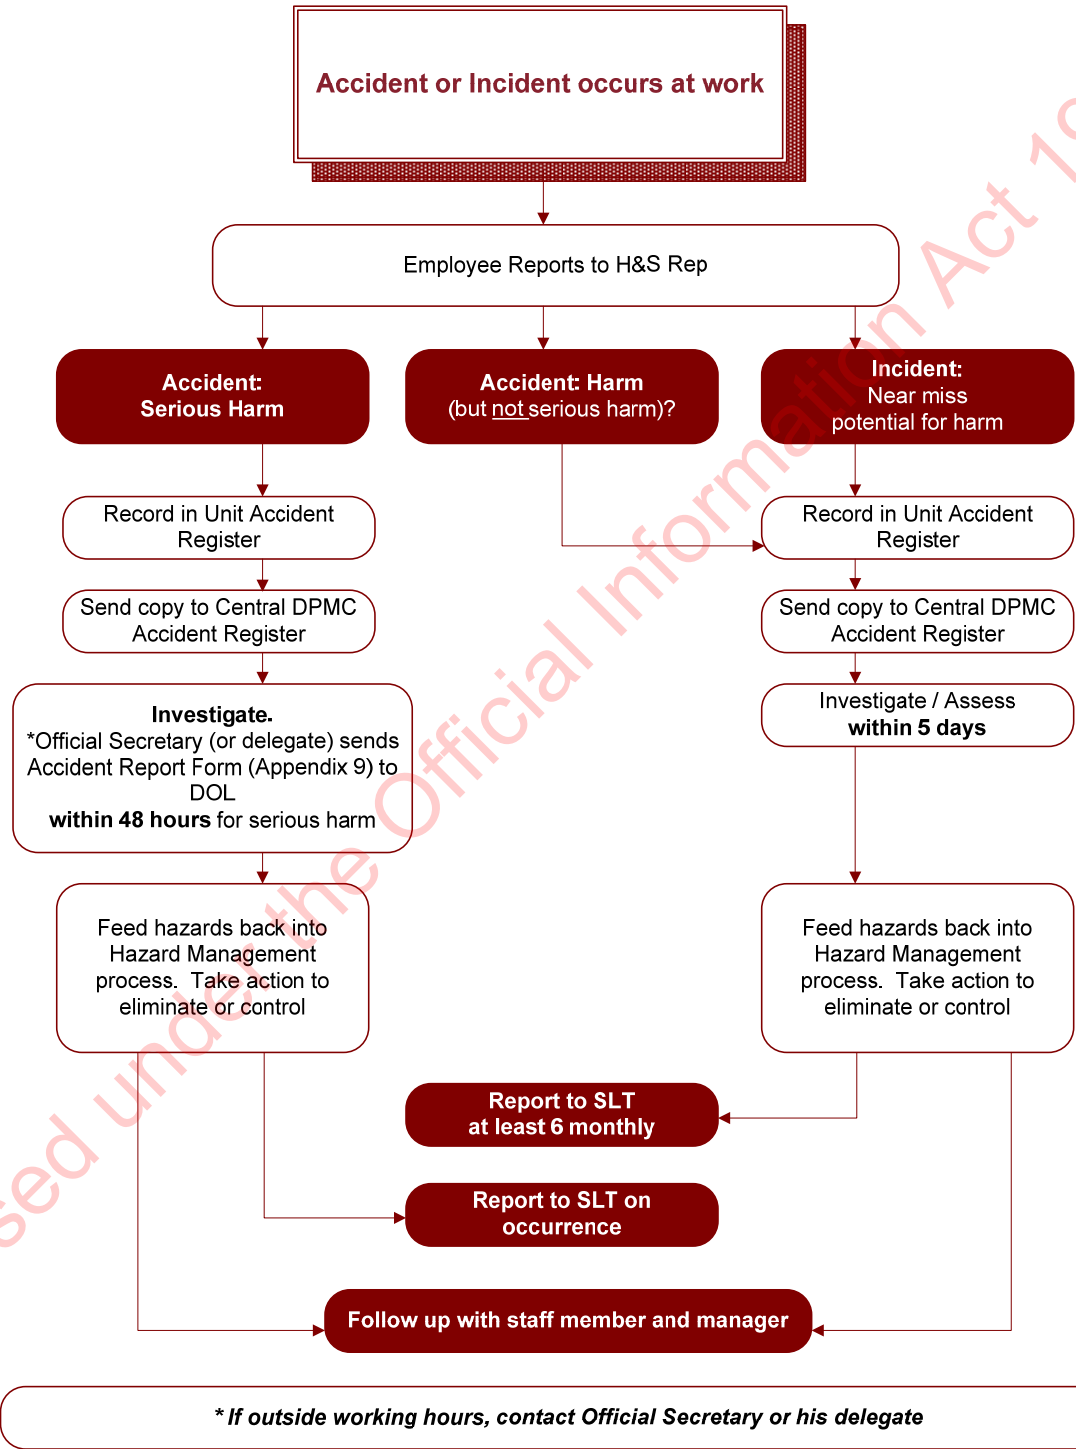 Accident or Incident occurs at work
Employee Reports to H&S Rep
Accident:
Serious Harm
Accident: Harm
(but not serious harm)?
Incident:
Near miss
potential for harm
Record in Unit Accident
Register
Record in Unit Accident
Register
Send copy to Central DPMC
Accident Register
Send copy to Central DPMC
Accident Register
Investigate.
*Official Secretary (or delegate) sends
Accident Report Form (Appendix 9) to
DOL
within 48 hours for serious harm
Investigate / Assess
within 5 days
Feed hazards back into
Hazard Management
process. Take action to
eliminate or control
Feed hazards back into
Hazard Management
process. Take action to
eliminate or control
Report to SLT
at least 6 monthly
Report to SLT on
occurrence
Follow up with staff member and manager
* If outside working hours, contact Official Secretary or his delegate
under the Official Information Act